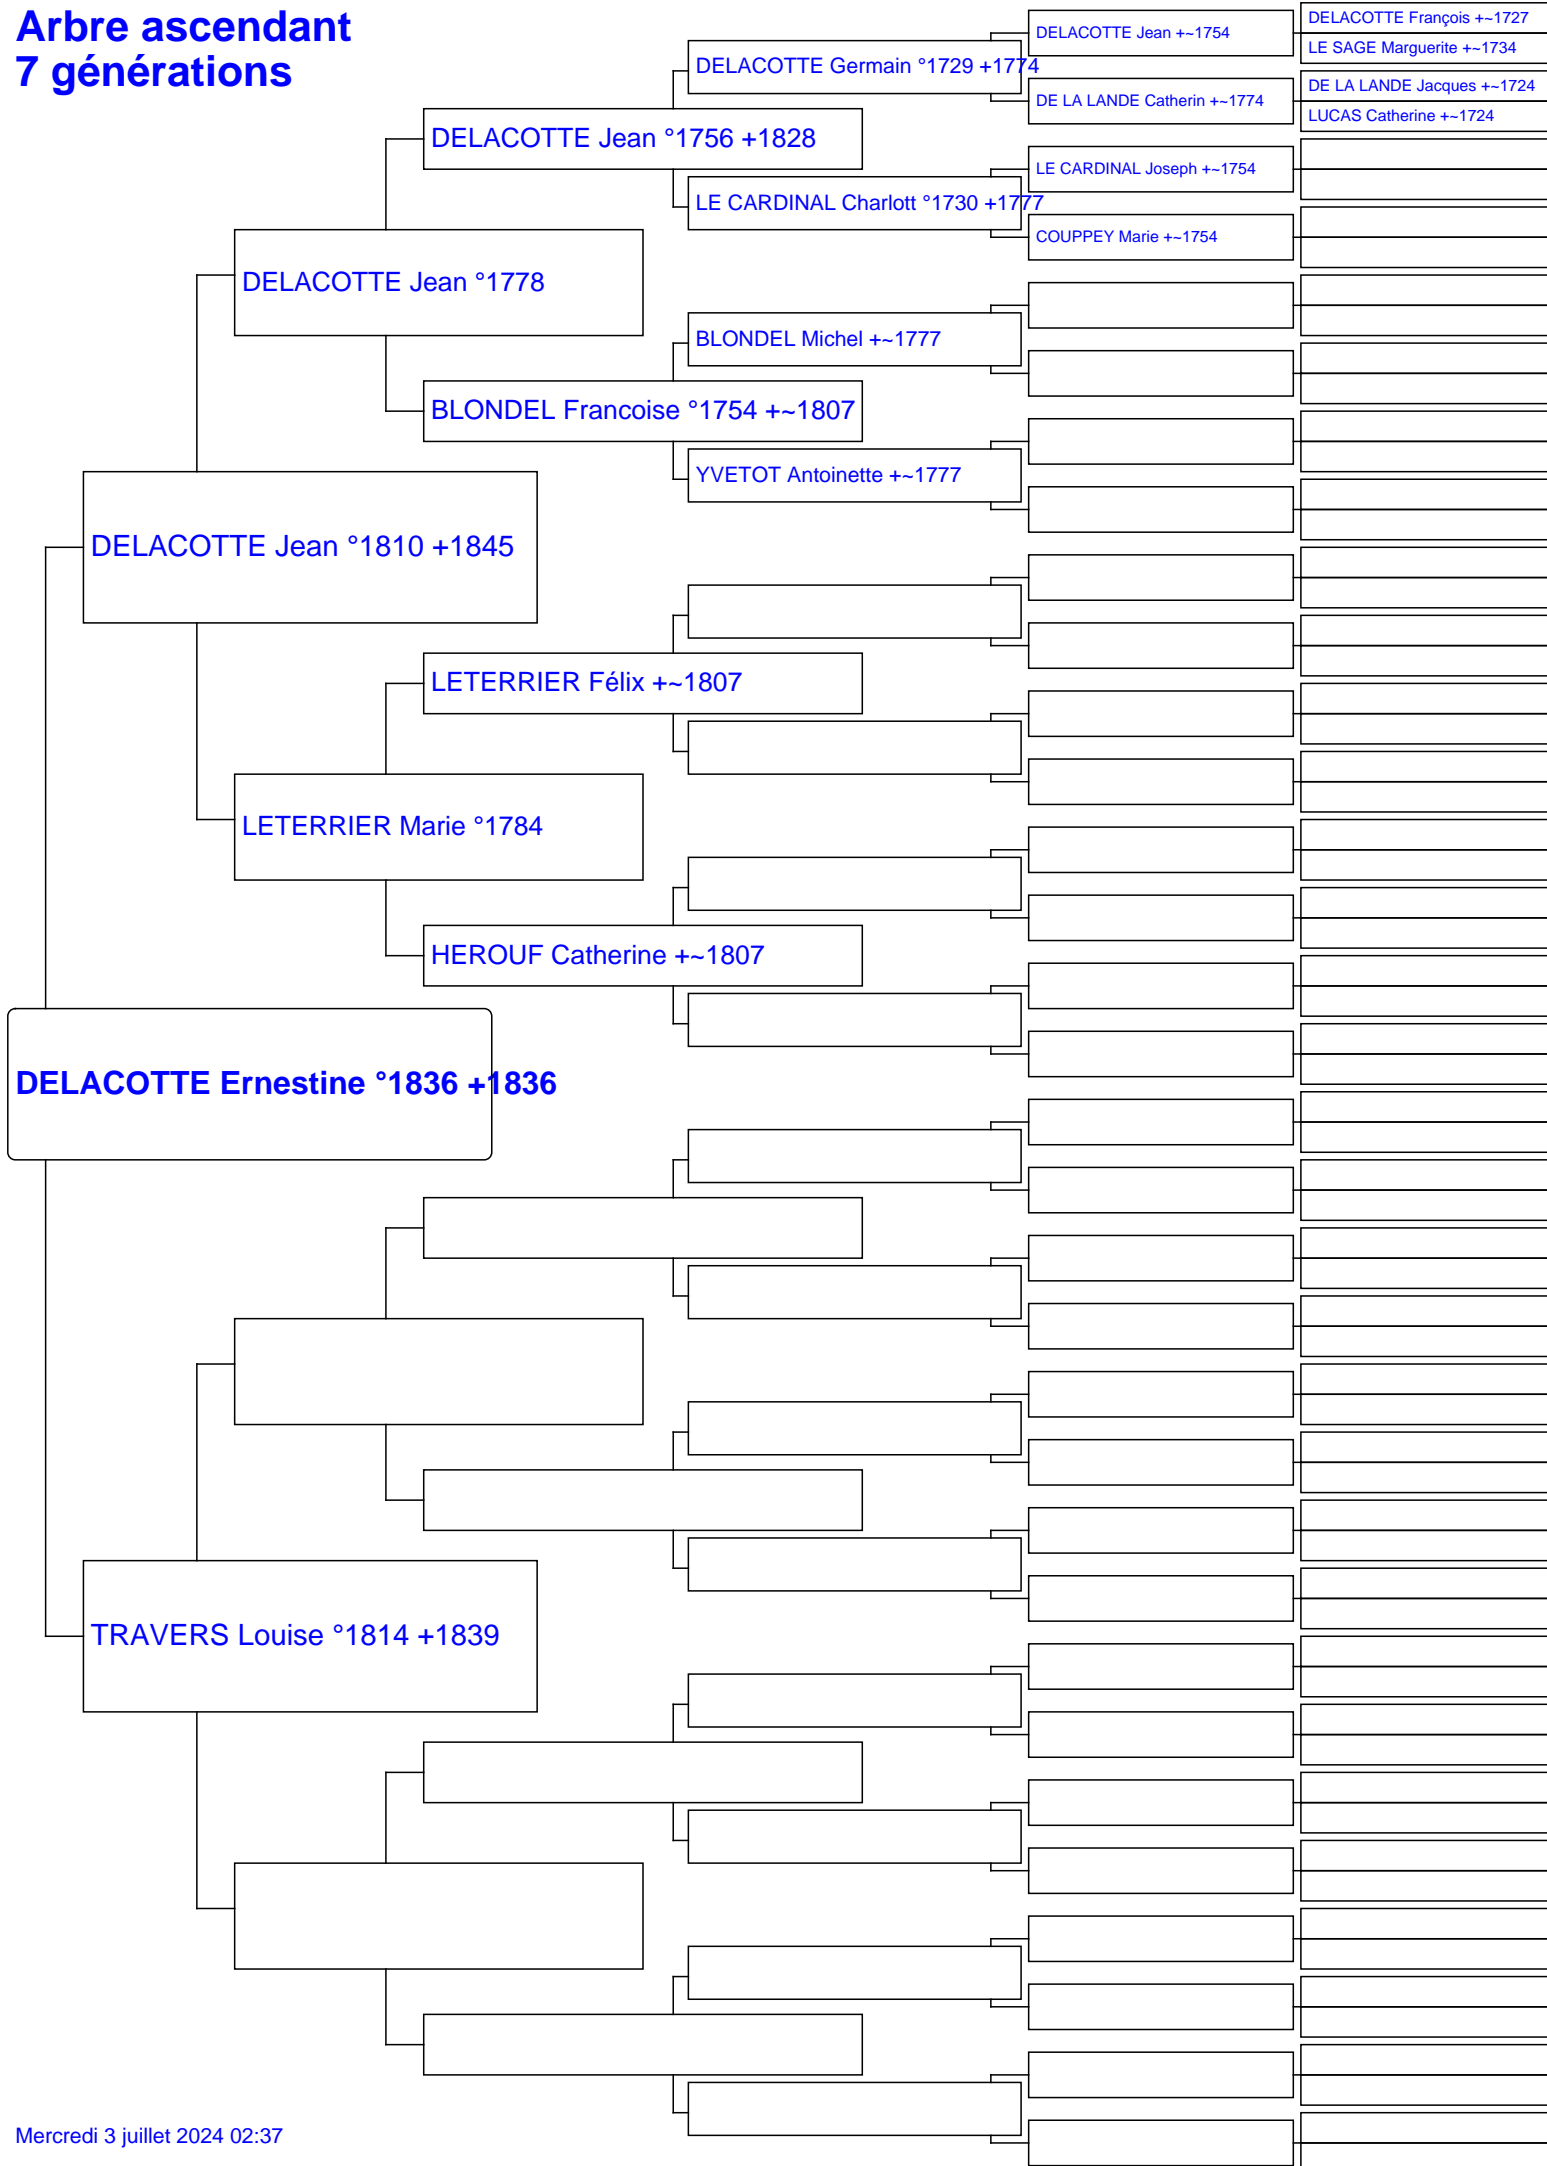 Arbre ascendant
7 générations
DELACOTTE François +~1727
DELACOTTE Jean +~1754
LE SAGE Marguerite +~1734
DELACOTTE Germain °1729 +1774
DE LA LANDE Jacques +~1724
DE LA LANDE Catherin +~1774
LUCAS Catherine +~1724
DELACOTTE Jean °1756 +1828
LE CARDINAL Joseph +~1754
LE CARDINAL Charlott °1730 +1777
COUPPEY Marie +~1754
DELACOTTE Jean °1778
BLONDEL Michel +~1777
BLONDEL Francoise °1754 +~1807
YVETOT Antoinette +~1777
DELACOTTE Jean °1810 +1845
LETERRIER Félix +~1807
LETERRIER Marie °1784
HEROUF Catherine +~1807
DELACOTTE Ernestine °1836 +1836
TRAVERS Louise °1814 +1839
Mercredi 3 juillet 2024 02:37